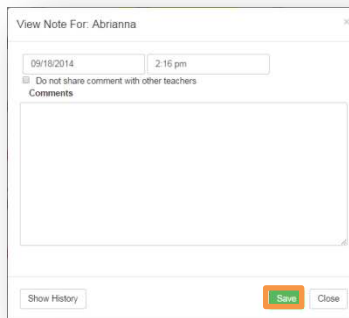 View Note For: Abrianna ×
09/18/2014 2:16 pm
Do not share comment with other teachers
Comments
Show History Save Close